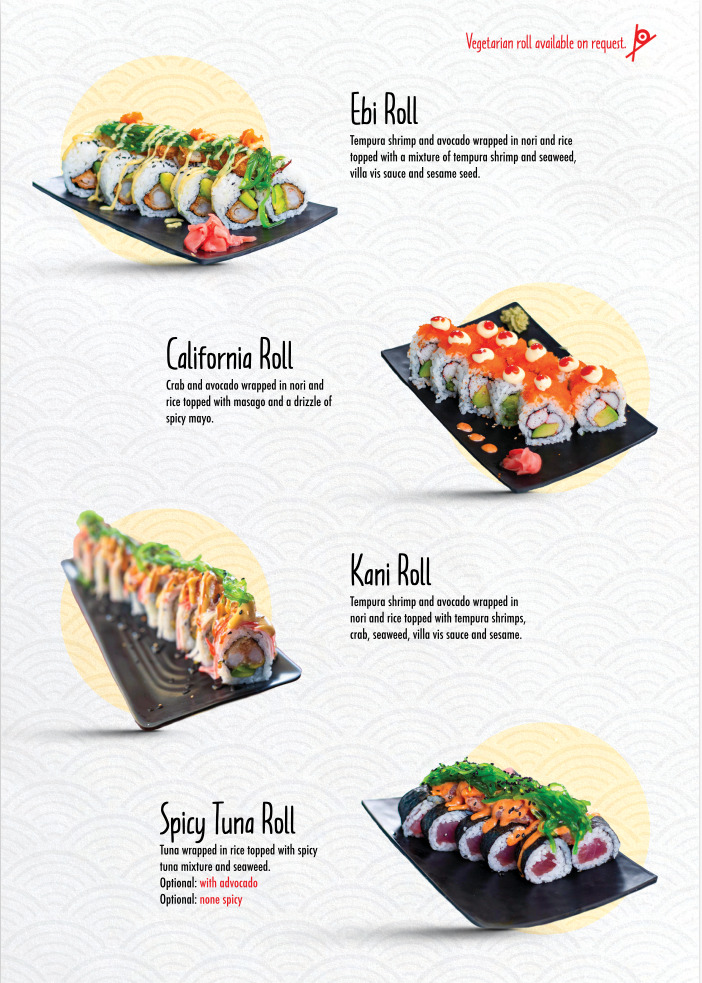 Vegetarian roll available on request.
Ebi Roll
Tempura shrimp and avocado wrapped in nori and rice
topped with a mixture of tempura shrimp and seaweed,
villa vis sauce and sesame seed.
California Roll
Crab and avocado wrapped in nori and
rice topped with masago and a drizzle of
spicy mayo.
Kani Roll
Tempura shrimp and avocado wrapped in
nori and rice topped with tempura shrimps,
crab, seaweed, villa vis sauce and sesame.
Spicy Tuna Roll
Tuna wrapped in rice topped with spicy
tuna mixture and seaweed.
Optional: with advocado
Optional: none spicy